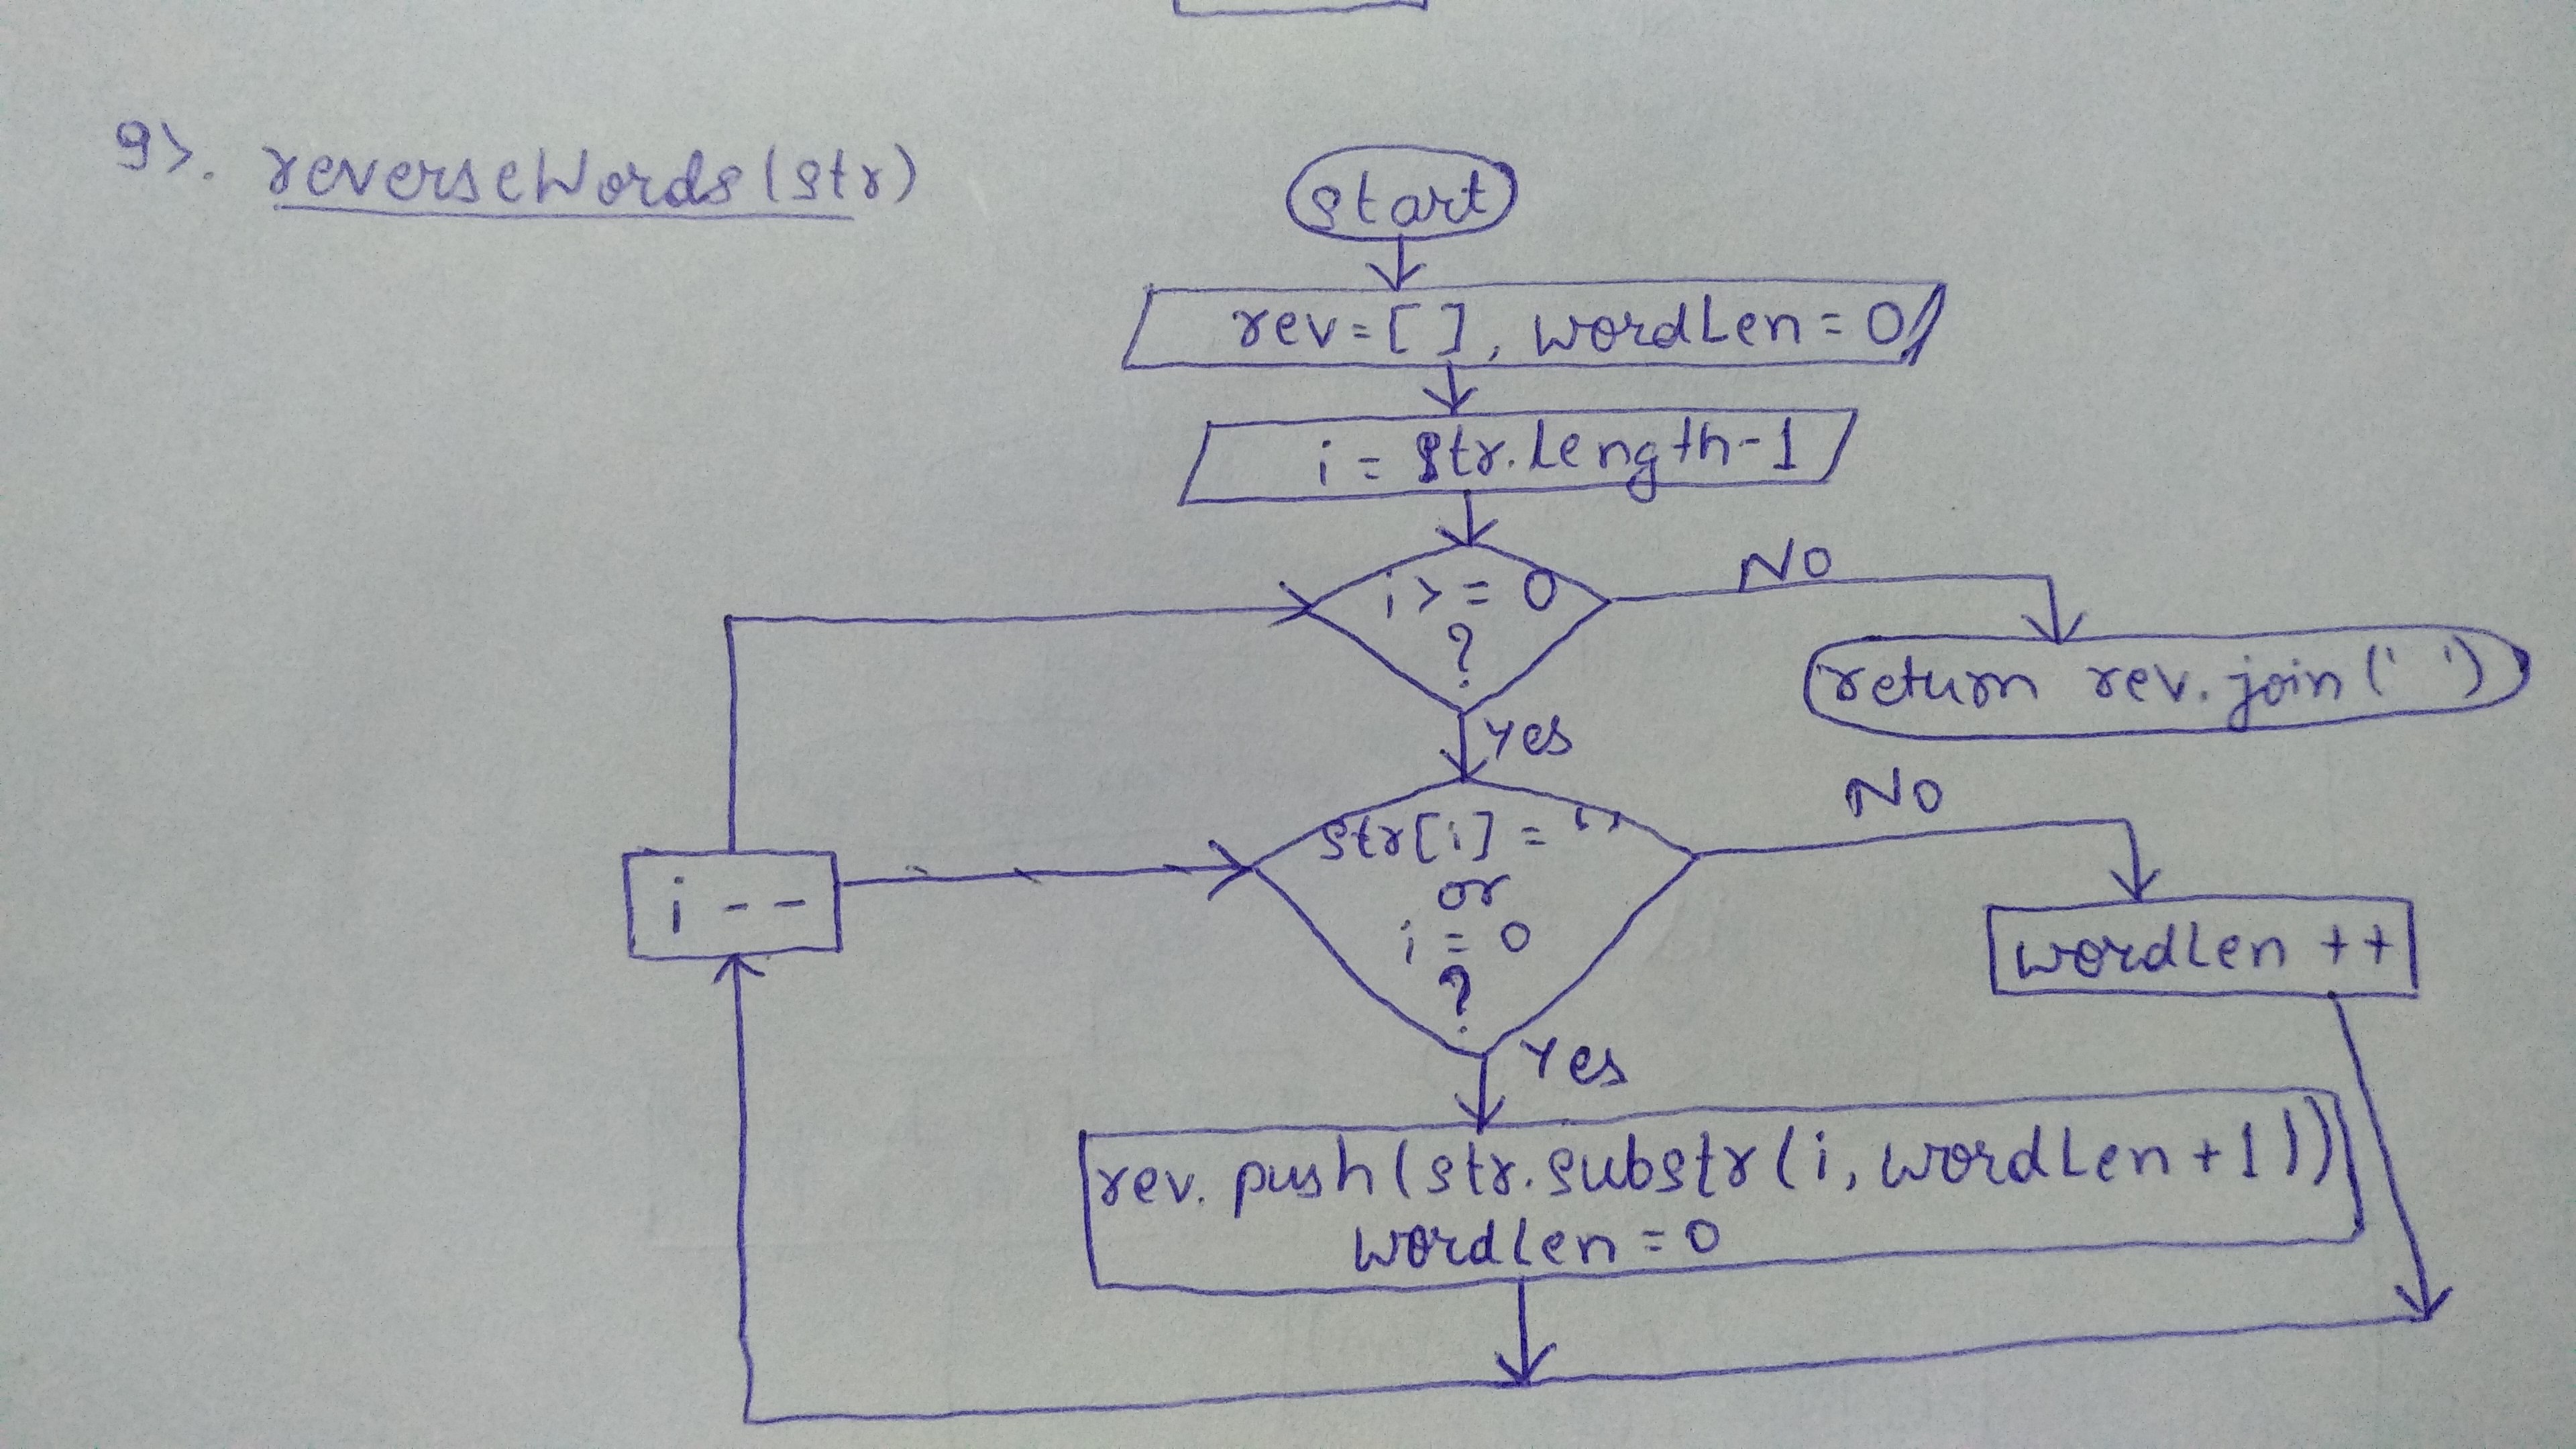 9>. reverseWords(str)
start
rev=[], wordLen=0
i=str.length-1
i>=0
?
NO
return rev.join(' ')
yes
str[i]=''
or
i=0
?
NO
i--
wordLen++
Yes
rev.push(str.substr(i, wordLen+1))
wordLen=0